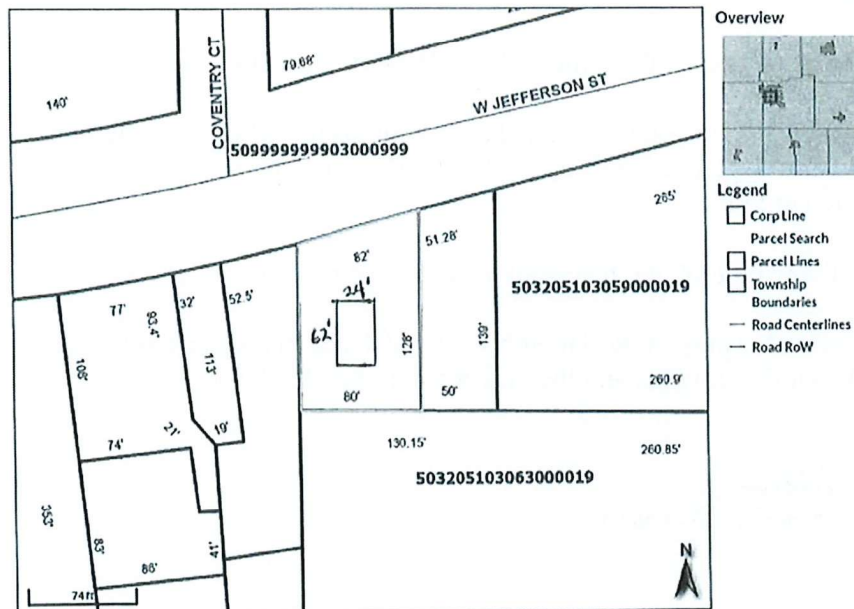 Overview
79.68'
140'
COVENTRY CT
W JEFFERSON ST
509999999903000999
Legend
Corp Line
Parcel Search
Parcel Lines
Township
Boundaries
Road Centerlines
Road RoW
265'
51.28'
82'
24'
62'
503205103059000019
77'
93.4'
32'
52.5'
128'
139'
108'
113'
80'
50'
260.9'
21'
19'
74'
130.15'
260.85'
503205103063000019
353'
83'
41'
86'
74 ft
N